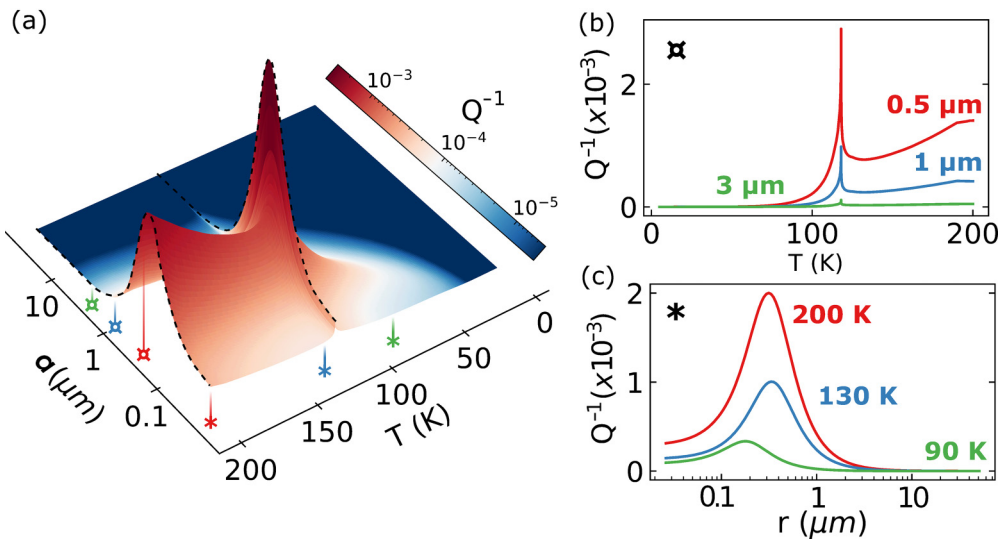 (a)
10⁻³
Q⁻¹
10⁻⁴
10⁻⁵
10
1
0.1
a(μm)
0
50
100
150
200
T (K)
(b)
Q⁻¹(x10⁻³)
2
0
0.5 μm
1 μm
3 μm
0
100
200
T (K)
(c)
Q⁻¹(x10⁻³)
2
1
0
200 K
130 K
90 K
0.1
1
10
r (μm)